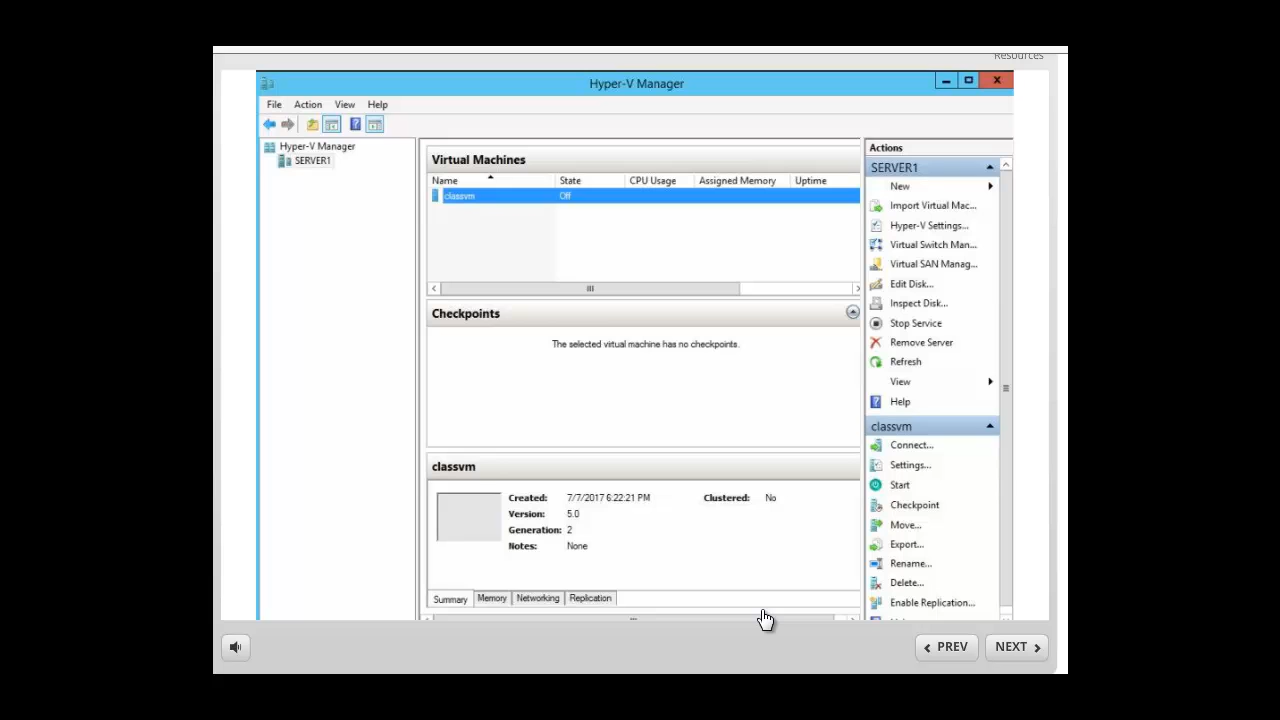 Resources
Hyper-V Manager
File Action View Help
Hyper-V Manager
SERVER1
Virtual Machines
Name State CPU Usage Assigned Memory Uptime
classvm Off
Checkpoints
The selected virtual machine has no checkpoints.
classvm
Created: 7/7/2017 6:22:21 PM Clustered: No
Version: 5.0
Generation: 2
Notes: None
Summary Memory Networking Replication
Actions
SERVER1
New
Import Virtual Mac...
Hyper-V Settings...
Virtual Switch Man...
Virtual SAN Manag...
Edit Disk...
Inspect Disk...
Stop Service
Remove Server
Refresh
View
Help
classvm
Connect...
Settings...
Start
Checkpoint
Move...
Export...
Rename...
Delete...
Enable Replication...
PREV NEXT